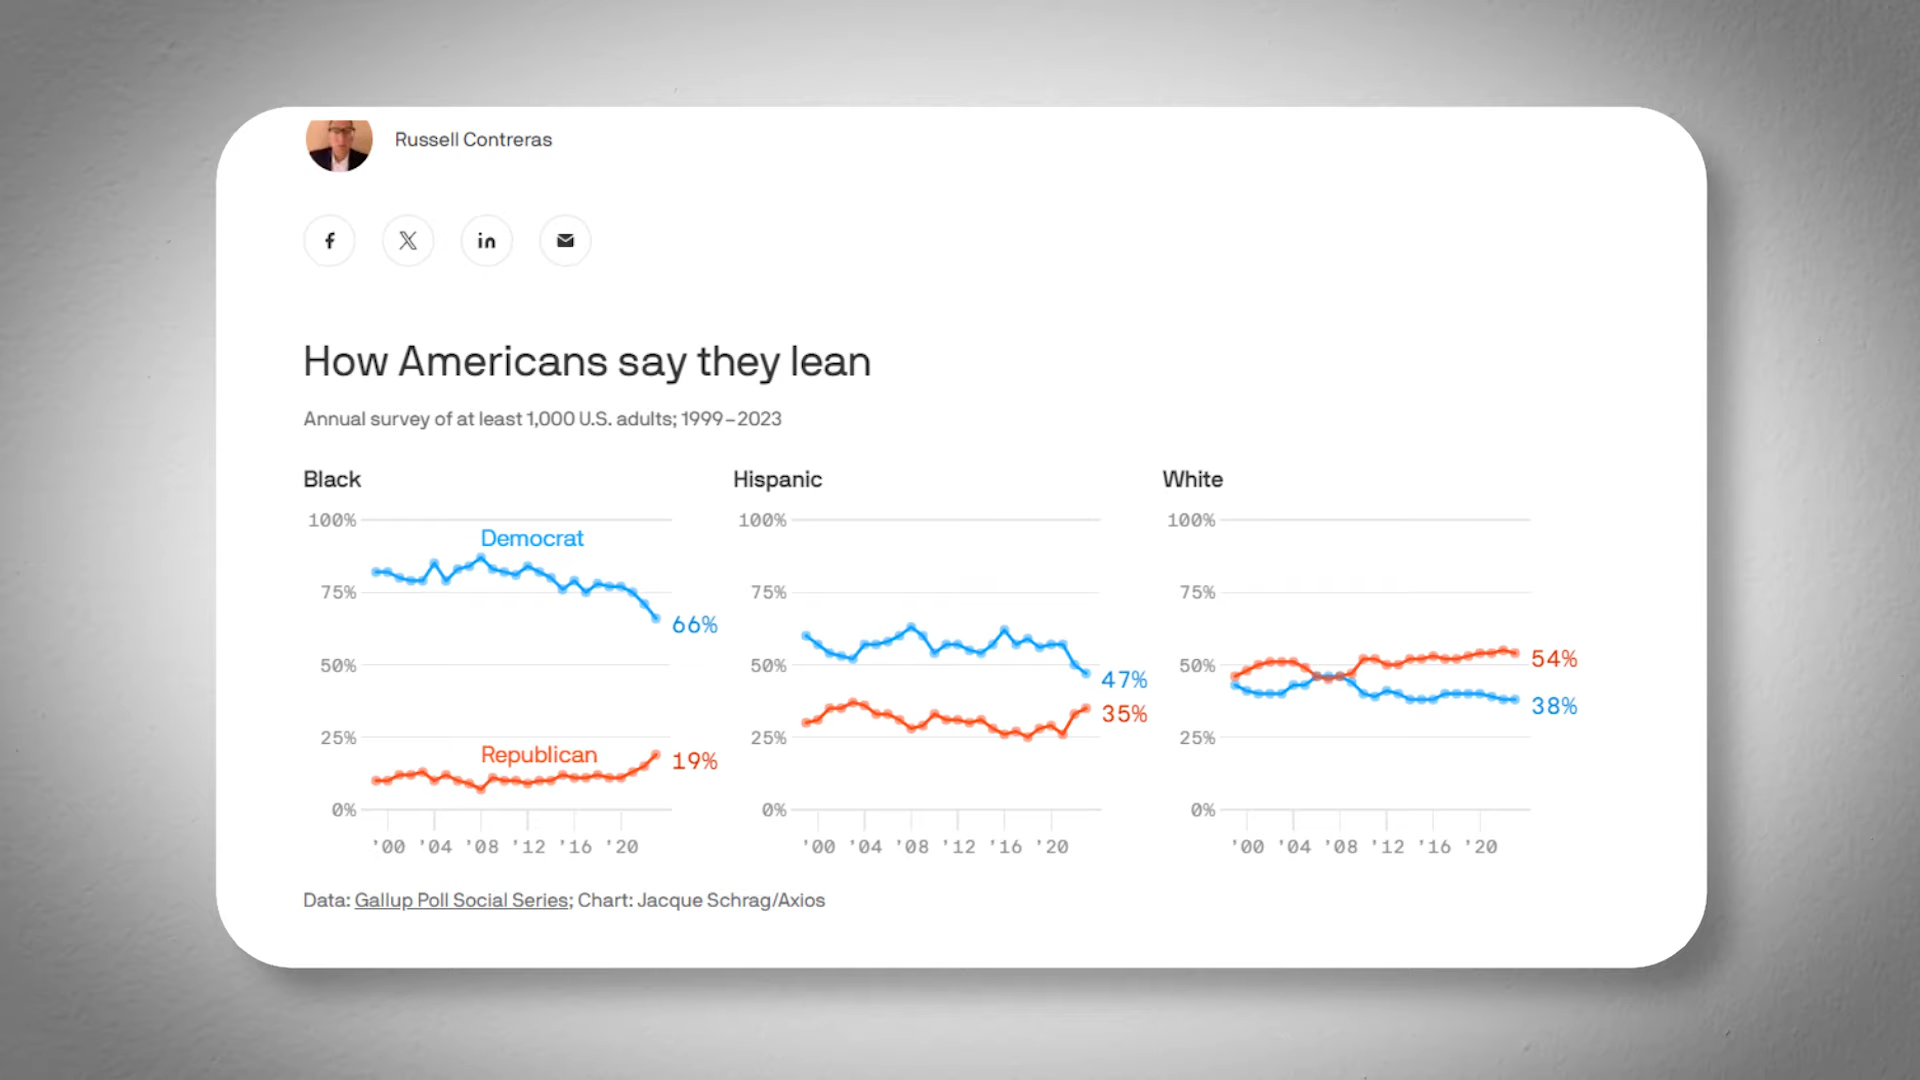 Russell Contreras
How Americans say they lean
Annual survey of at least 1,000 U.S. adults; 1999–2023
Black
100%
75%
50%
25%
0%
Democrat
66%
Republican
19%
'00 '04 '08 '12 '16 '20
Hispanic
100%
75%
50%
25%
0%
47%
35%
'00 '04 '08 '12 '16 '20
White
100%
75%
50%
25%
0%
54%
38%
'00 '04 '08 '12 '16 '20
Data: Gallup Poll Social Series; Chart: Jacque Schrag/Axios